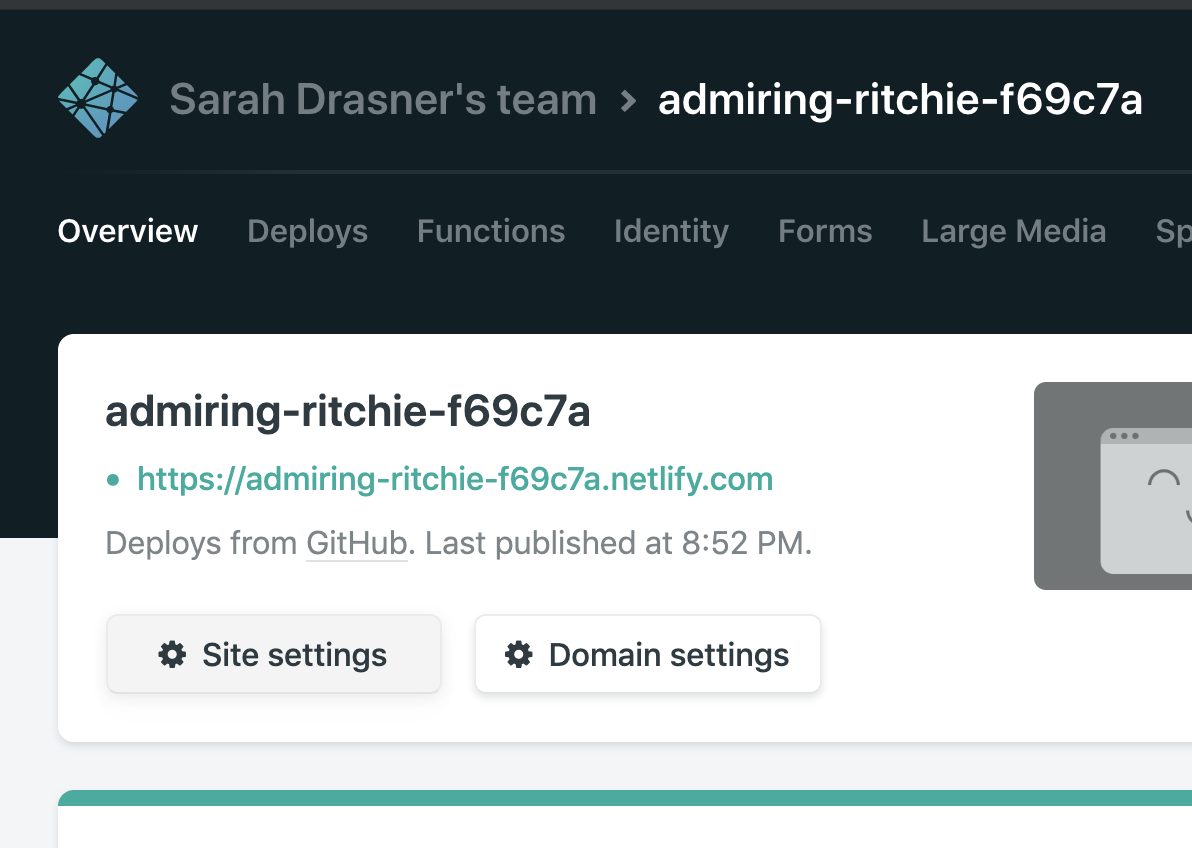 Sarah Drasner's team > admiring-ritchie-f69c7a
Overview Deploys Functions Identity Forms Large Media
admiring-ritchie-f69c7a
https://admiring-ritchie-f69c7a.netlify.com
Deploys from GitHub. Last published at 8:52 PM.
Site settings Domain settings